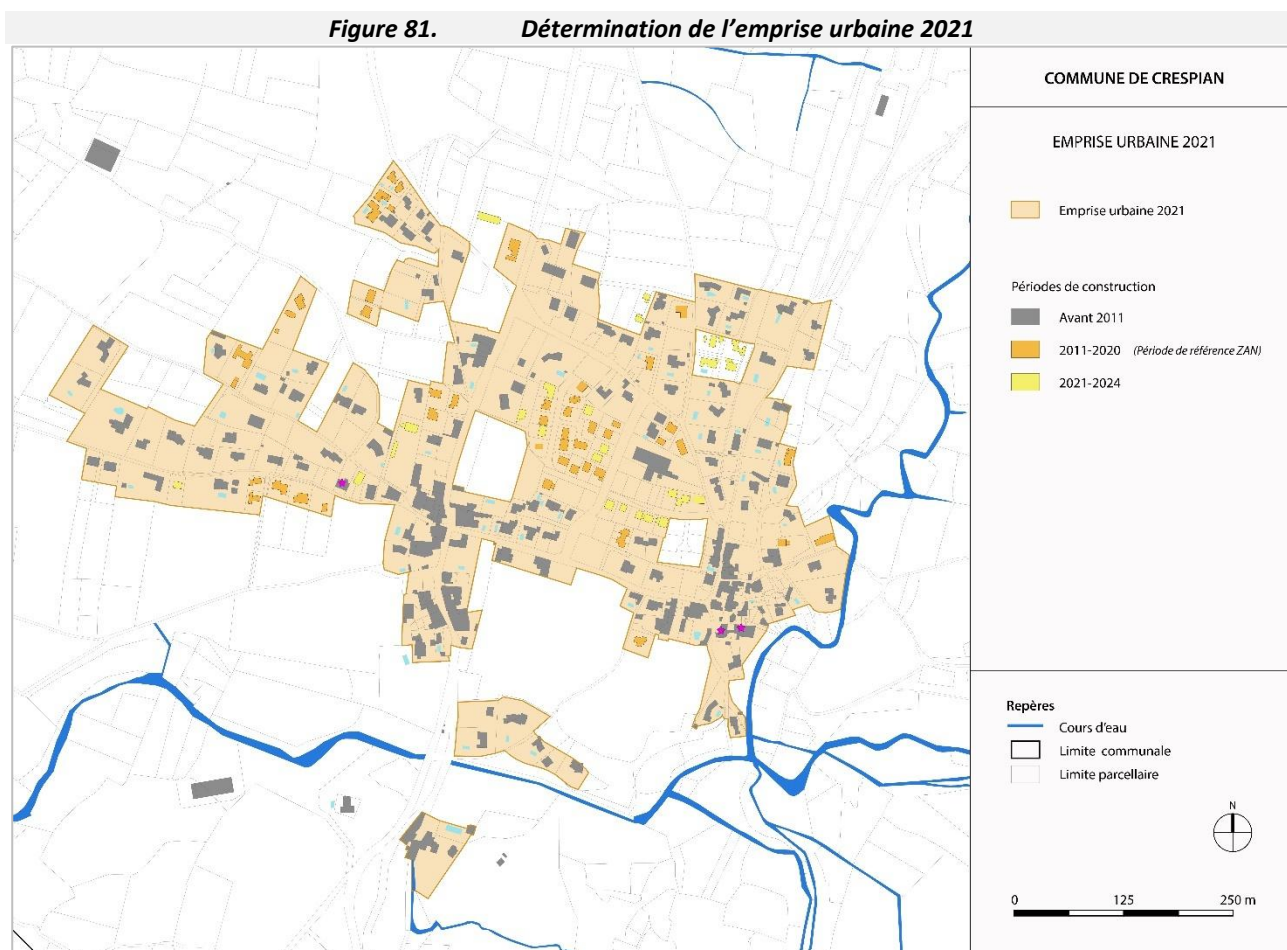 Figure 81. Détermination de l'emprise urbaine 2021
COMMUNE DE CRESPIAN
EMPRISE URBAINE 2021
Emprise urbaine 2021
Périodes de construction
Avant 2011
2011-2020 (Période de référence ZAN)
2021-2024
Repères
Cours d'eau
Limite communale
Limite parcellaire
N
0 125 250 m